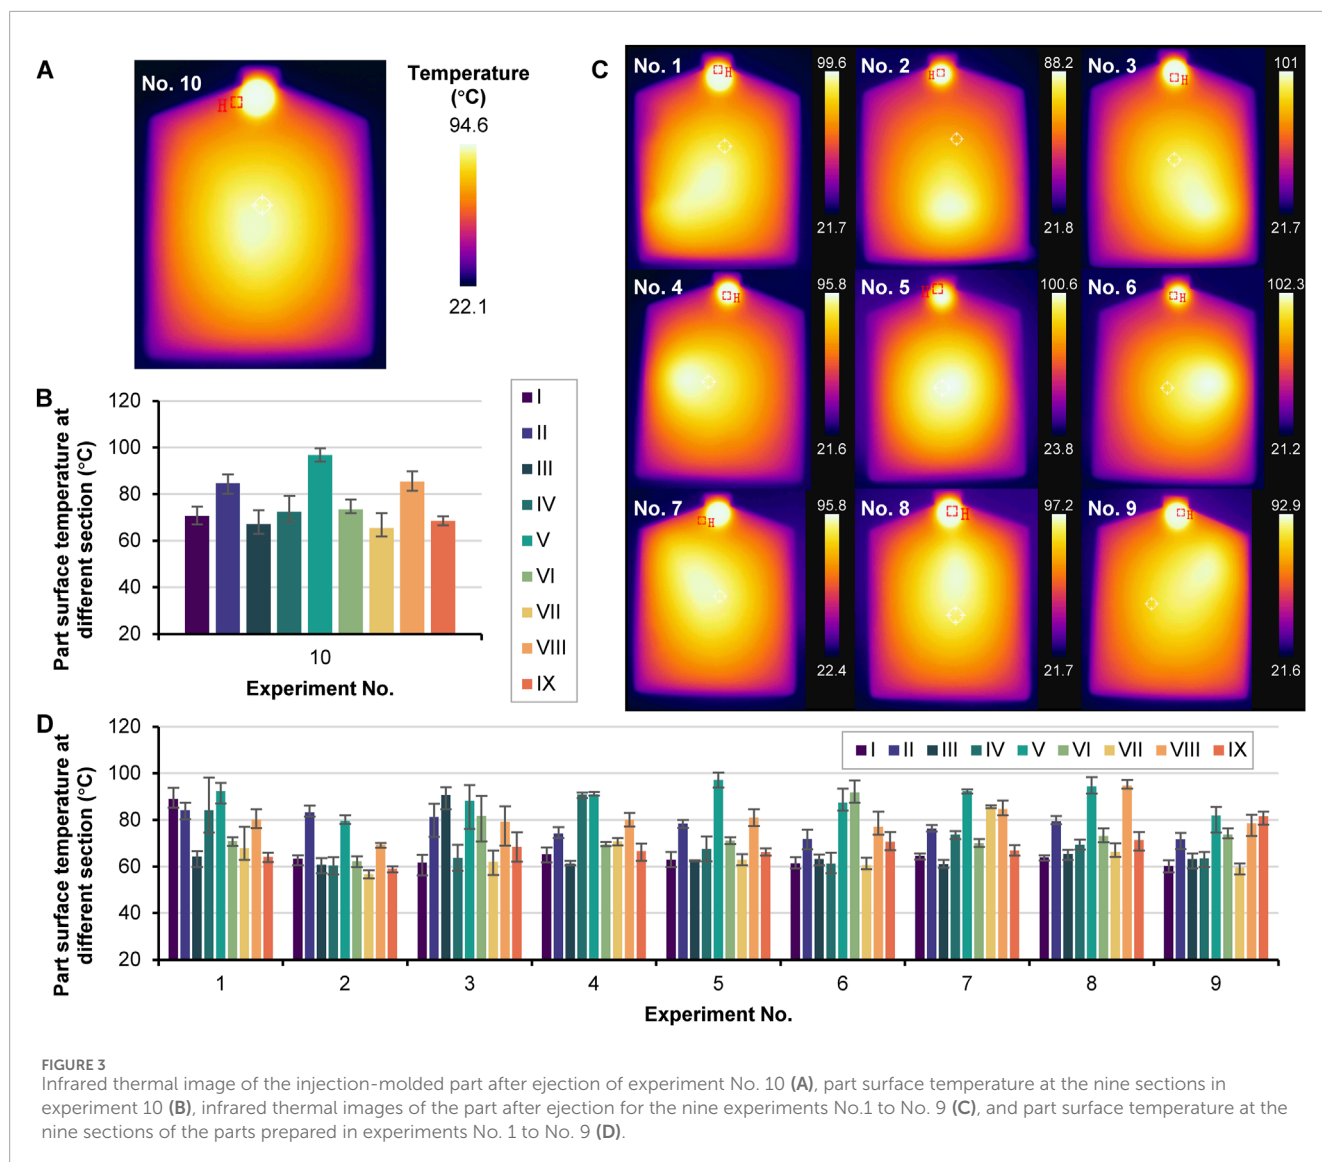 A
No. 10
H
Temperature
(°C)
94.6
22.1
B
Part surface temperature at
different section (°C)
120
100
80
60
40
20
10
Experiment No.
I
II
III
IV
V
VI
VII
VIII
IX
C
No. 1
H
99.6
21.7
No. 2
H
88.2
21.8
No. 3
H
101
21.7
No. 4
H
95.8
21.6
No. 5
H
100.6
23.8
No. 6
H
102.3
21.2
No. 7
H
95.8
22.4
No. 8
H
97.2
21.7
No. 9
H
92.9
21.6
D
Part surface temperature at
different section (°C)
120
100
80
60
40
20
I II III IV V VI VII VIII IX
1 2 3 4 5 6 7 8 9
Experiment No.
FIGURE 3
Infrared thermal image of the injection-molded part after ejection of experiment No. 10 (A), part surface temperature at the nine sections in
experiment 10 (B), infrared thermal images of the part after ejection for the nine experiments No.1 to No. 9 (C), and part surface temperature at the
nine sections of the parts prepared in experiments No. 1 to No. 9 (D).